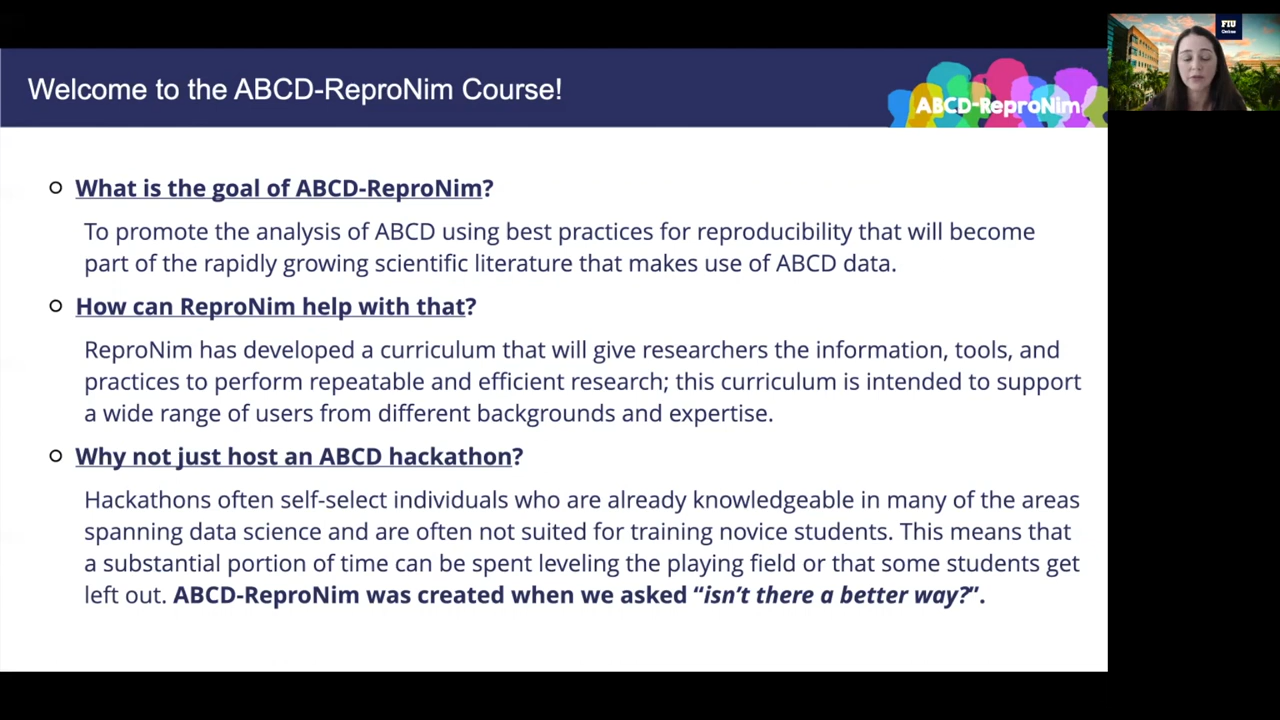 Welcome to the ABCD-ReproNim Course!
ABCD-ReproNim
FIU
Online
What is the goal of ABCD-ReproNim?
To promote the analysis of ABCD using best practices for reproducibility that will become
part of the rapidly growing scientific literature that makes use of ABCD data.
How can ReproNim help with that?
ReproNim has developed a curriculum that will give researchers the information, tools, and
practices to perform repeatable and efficient research; this curriculum is intended to support
a wide range of users from different backgrounds and expertise.
Why not just host an ABCD hackathon?
Hackathons often self-select individuals who are already knowledgeable in many of the areas
spanning data science and are often not suited for training novice students. This means that
a substantial portion of time can be spent leveling the playing field or that some students get
left out. ABCD-ReproNim was created when we asked “isn’t there a better way?”.